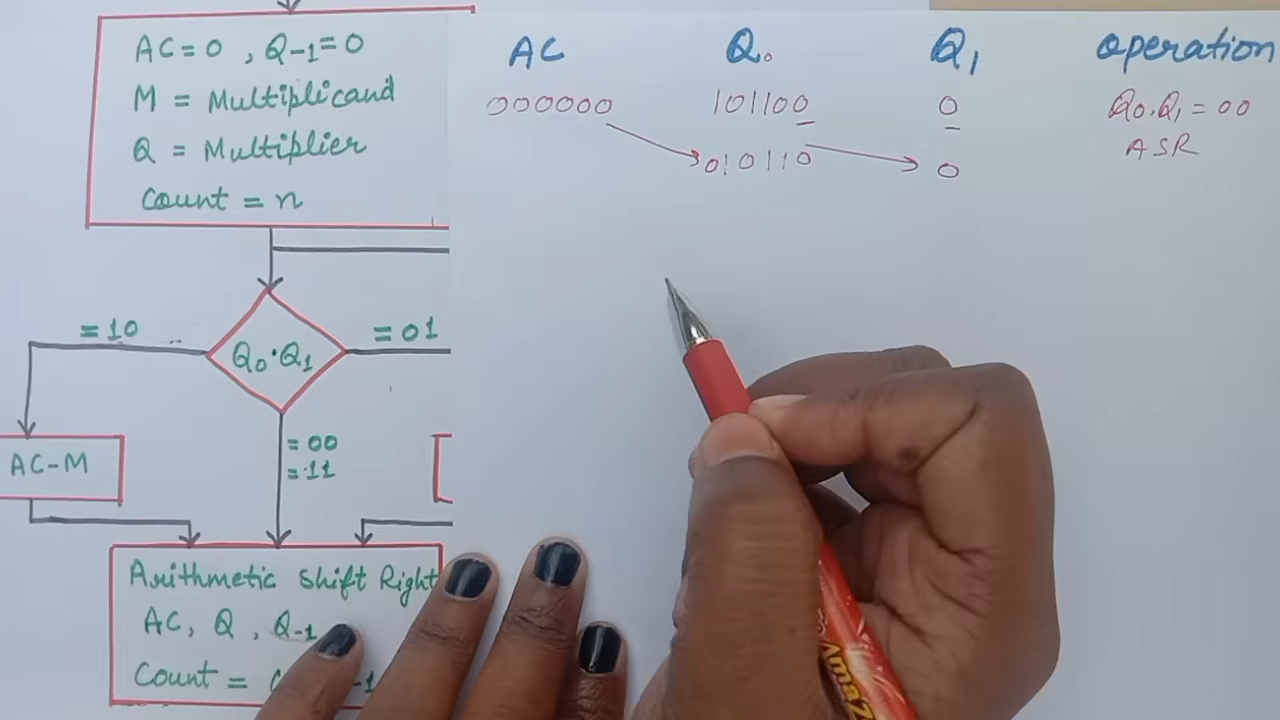 AC=0 , Q-1=0
M = Multiplicand
Q = Multiplier
Count = n
Q0·Q1
=10
=01
=00
=11
AC-M
Arithmetic Shift Right
AC, Q , Q-1
Count =
AC Q0 Q1 operation
000000 101100 0 Q0.Q1 = 00
ASR
010110 0